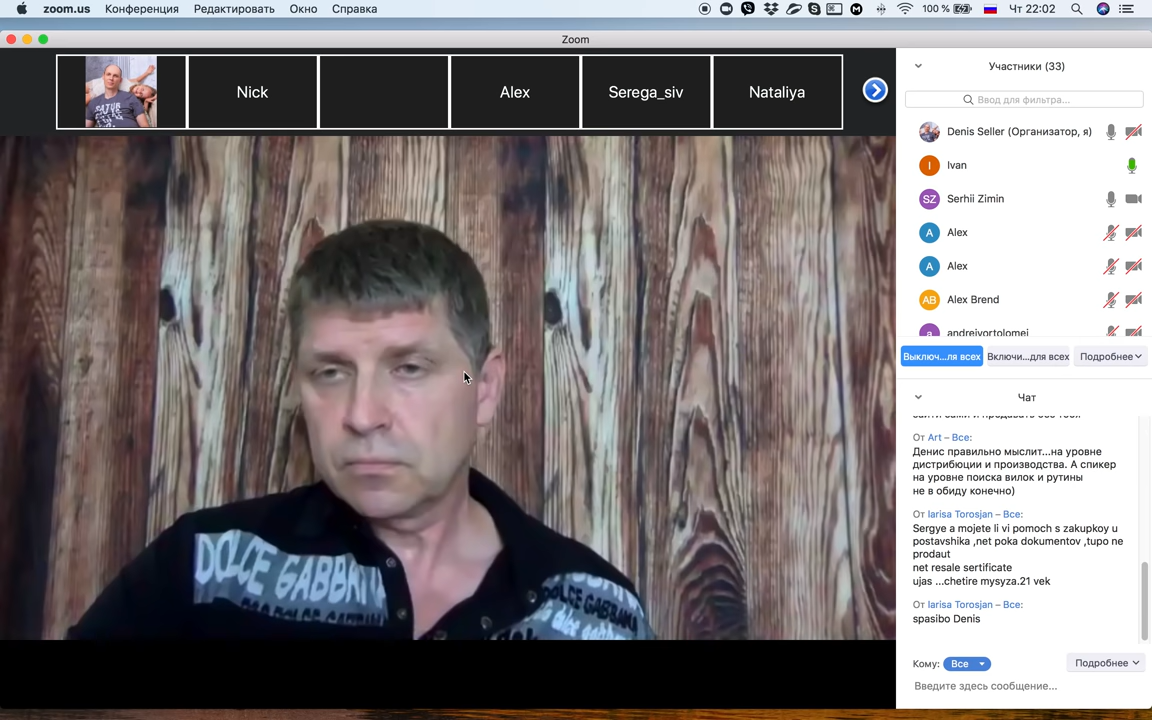 zoom.us Конференция Редактировать Окно Справка
100 % Чт 22:02
Zoom
SATUR
Nick
Alex
Serega_siv
Nataliya
Участники (33)
Ввод для фильтра...
Denis Seller (Организатор, я)
I Ivan
SZ Serhii Zimin
A Alex
A Alex
AB Alex Brend
a andreivortolomei
Выключ...ля всех Включи...для всех Подробнее
Чат
От Art – Все:
Денис правильно мыслит...на уровне
дистрибюции и производства. А спикер
на уровне поиска вилок и рутины
не в обиду конечно)
От larisa Torosjan – Все:
Sergye a mojete li vi pomoch s zakupkoy u
postavshika ,net poka dokumentov ,tupo ne
prodaut
net resale sertificate
ujas ...chetire mysyza.21 vek
От larisa Torosjan – Все:
spasibo Denis
Кому: Все Подробнее
Введите здесь сообщение...
DOLCE GABBANA
DOLCE GABBANA